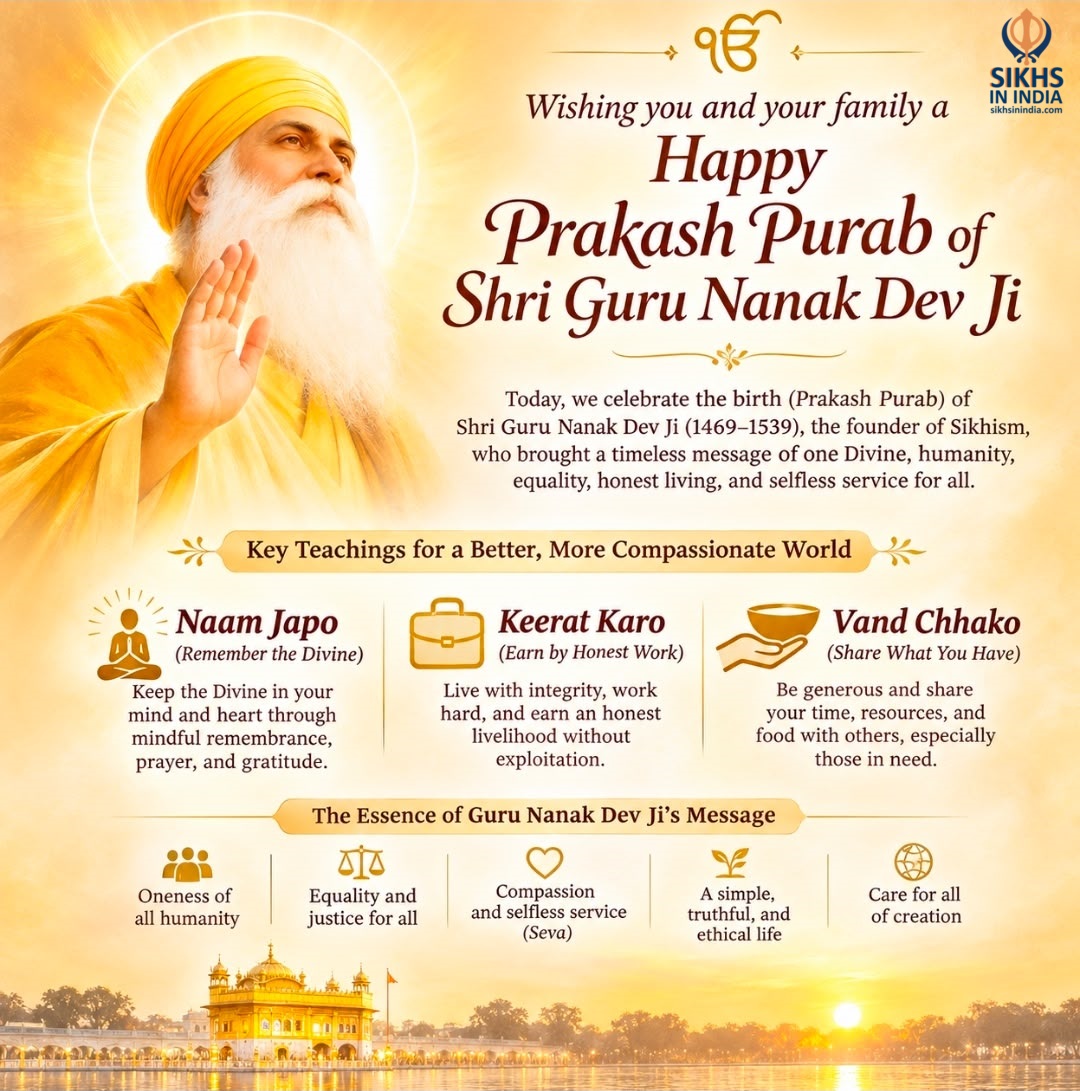 ੴ
SIKHS
IN INDIA
sikhsinindia.com
Wishing you and your family a
Happy
Prakash Purab of
Shri Guru Nanak Dev Ji
Today, we celebrate the birth (Prakash Purab) of
Shri Guru Nanak Dev Ji (1469–1539), the founder of Sikhism,
who brought a timeless message of one Divine, humanity,
equality, honest living, and selfless service for all.
Key Teachings for a Better, More Compassionate World
Naam Japo
(Remember the Divine)
Keep the Divine in your
mind and heart through
mindful remembrance,
prayer, and gratitude.
Keerat Karo
(Earn by Honest Work)
Live with integrity, work
hard, and earn an honest
livelihood without
exploitation.
Vand Chhako
(Share What You Have)
Be generous and share
your time, resources, and
food with others, especially
those in need.
The Essence of Guru Nanak Dev Ji's Message
Oneness of
all humanity
Equality and
justice for all
Compassion
and selfless service
(Seva)
A simple,
truthful, and
ethical life
Care for all
of creation